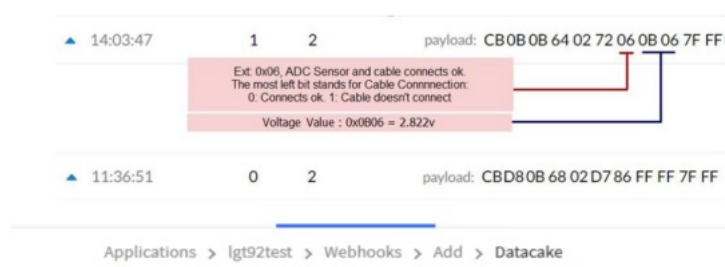 14:03:47 1 2 payload: CB0B 0B 64 02 72 06 0B 06 7F FF
Ext: 0x06, ADC Sensor and cable connects ok.
The most left bit stands for Cable Connnnection:
0: Connects ok. 1: Cable doesn't connect
Voltage Value : 0x0B06 = 2.822v
11:36:51 0 2 payload: CBD8 0B 68 02 D7 86 FF FF 7F FF
Applications > lgt92test > Webhooks > Add > Datacake